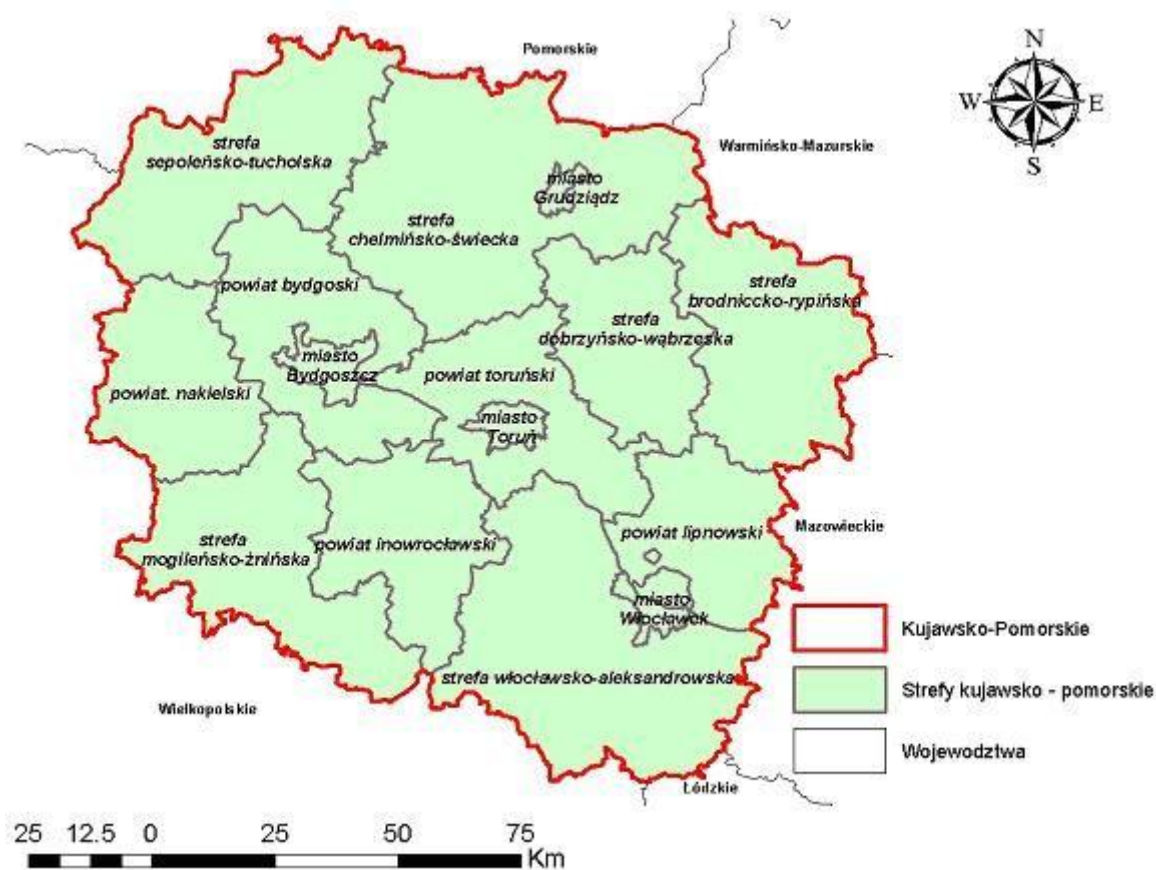 Pomorskie
N
W
E
S
Warmińsko-Mazurskie
strefa
sepoleńsko-tucholska
miasto
Grudziądz
strefa
chelmińsko-świecka
strefa
brodniccko-rypińska
powiat bydgoski
strefa
dobrzyńsko-wąbrzeska
miasto
Bydgoszcz
powiat toruński
powiat. nakielski
miasto
Toruń
Mazowieckie
powiat lipnowski
strefa
mogileńsko-żnińska
powiat inowrocławski
miasto
Włocławek
Kujawsko-Pomorskie
strefa włocławsko-aleksandrowska
Strefy kujawsko - pomorskie
Wielkopolskie
Wojewodztwa
Łódzkie
25 12.5 0 25 50 75
Km